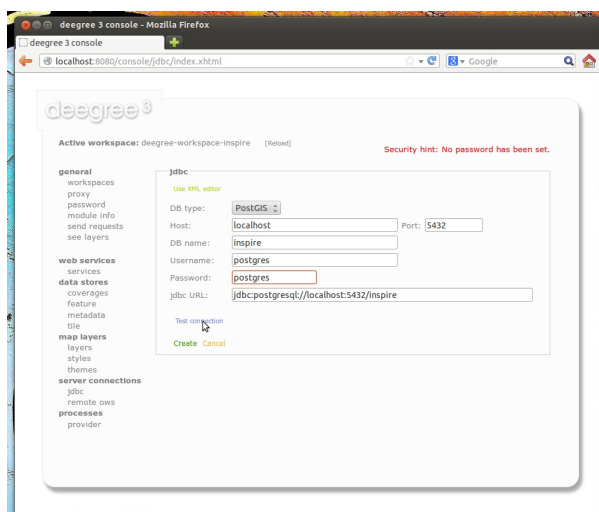 deegree 3 console - Mozilla Firefox
deegree 3 console
localhost:8080/console/jdbc/index.xhtml
Google
deegree 3
Active workspace: deegree-workspace-inspire [Reload]
Security hint: No password has been set.
general
workspaces
proxy
password
module info
send requests
see layers
web services
services
data stores
coverages
feature
metadata
tile
map layers
layers
styles
themes
server connections
jdbc
remote ows
processes
provider
jdbc
Use XML editor
DB type: PostGIS
Host: localhost Port: 5432
DB name: inspire
Username: postgres
Password: postgres
jdbc URL: jdbc:postgresql://localhost:5432/inspire
Test connection
Create Cancel